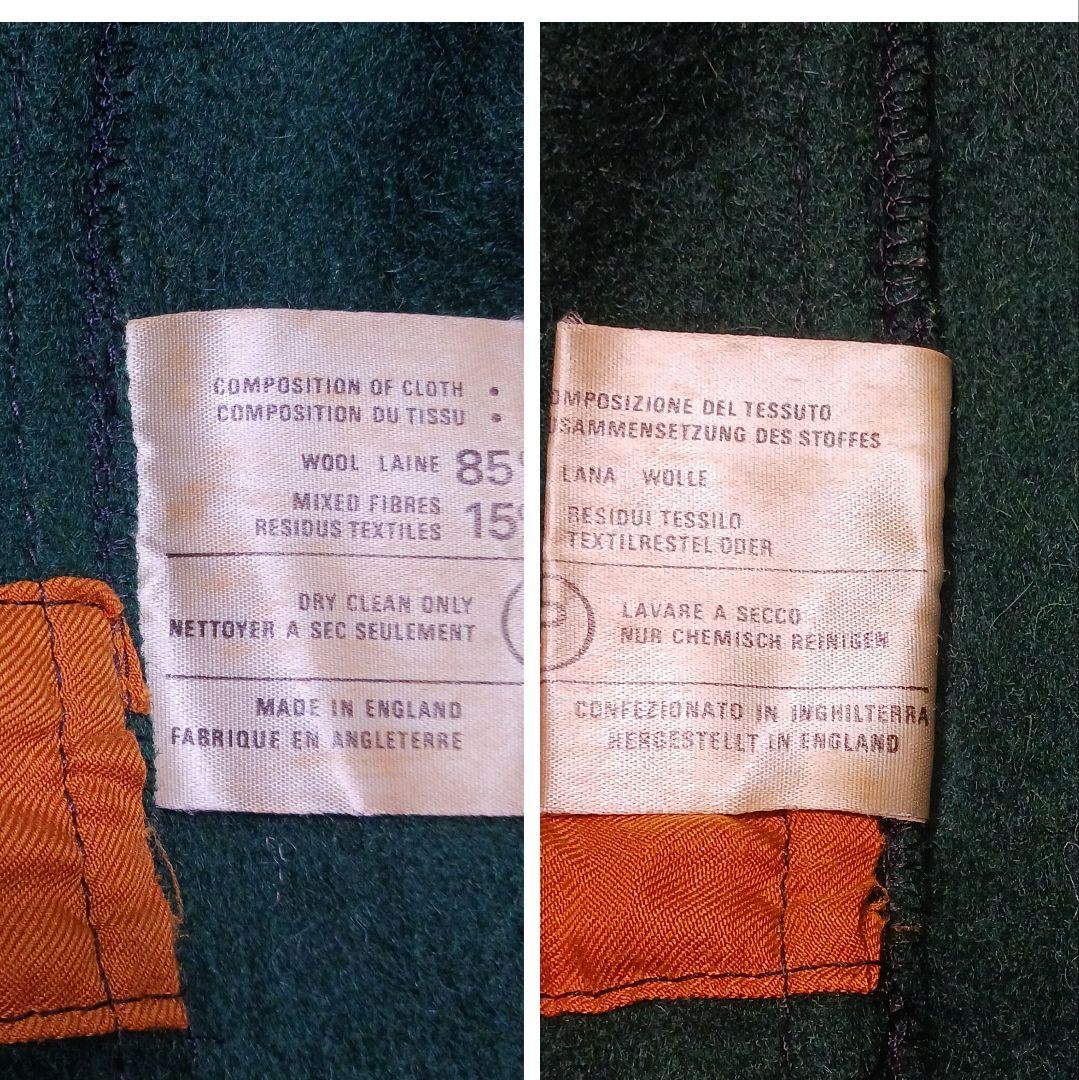 COMPOSITION OF CLOTH •
COMPOSITION DU TISSU •
WOOL LAINE 85%
MIXED FIBRES
RESIDUS TEXTILES 15%
DRY CLEAN ONLY
NETTOYER A SEC SEULEMENT
MADE IN ENGLAND
FABRIQUE EN ANGLETERRE
OMPOSIZIONE DEL TESSUTO
USAMMENSETZUNG DES STOFFES
LANA WOLLE
RESIDUI TESSILO
TEXTILRESTEL ODER
P
LAVARE A SECCO
NUR CHEMISCH REINIGEN
CONFEZIONATO IN INGHILTERRA
HERGESTELLT IN ENGLAND